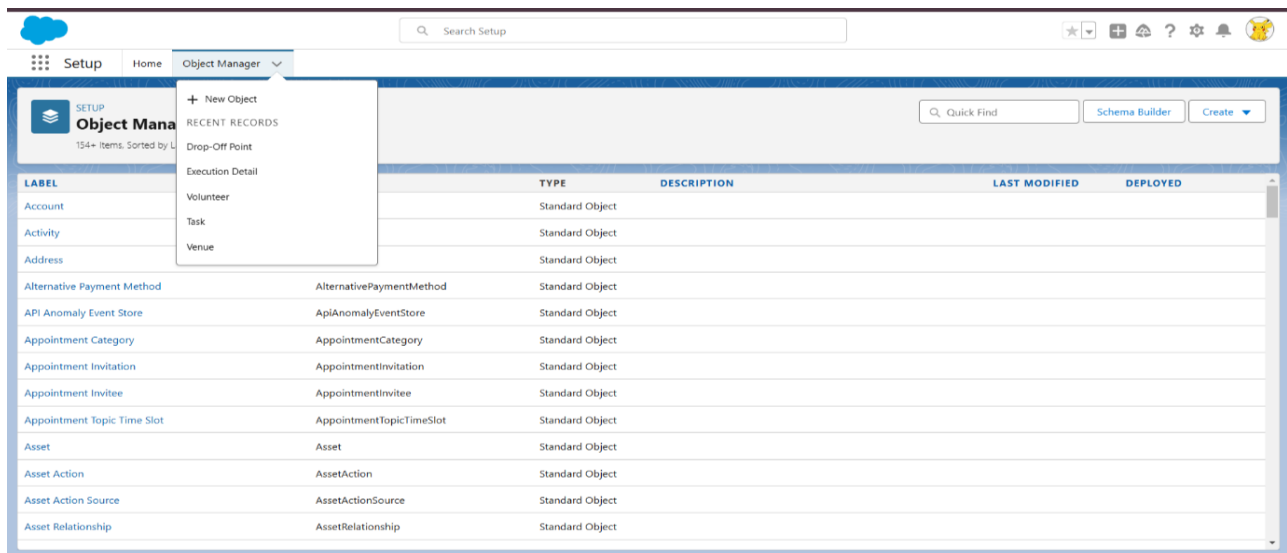 Search Setup
Setup Home Object Manager
New Object
RECENT RECORDS
Drop-Off Point
Execution Detail
Volunteer
Task
Venue
SETUP
Object Mana
154+ Items, Sorted by L
Quick Find Schema Builder Create
LABEL TYPE DESCRIPTION LAST MODIFIED DEPLOYED
Account Standard Object
Activity Standard Object
Address Standard Object
Alternative Payment Method AlternativePaymentMethod Standard Object
API Anomaly Event Store ApiAnomalyEventStore Standard Object
Appointment Category AppointmentCategory Standard Object
Appointment Invitation AppointmentInvitation Standard Object
Appointment Invitee AppointmentInvitee Standard Object
Appointment Topic Time Slot AppointmentTopicTimeSlot Standard Object
Asset Asset Standard Object
Asset Action AssetAction Standard Object
Asset Action Source AssetActionSource Standard Object
Asset Relationship AssetRelationship Standard Object